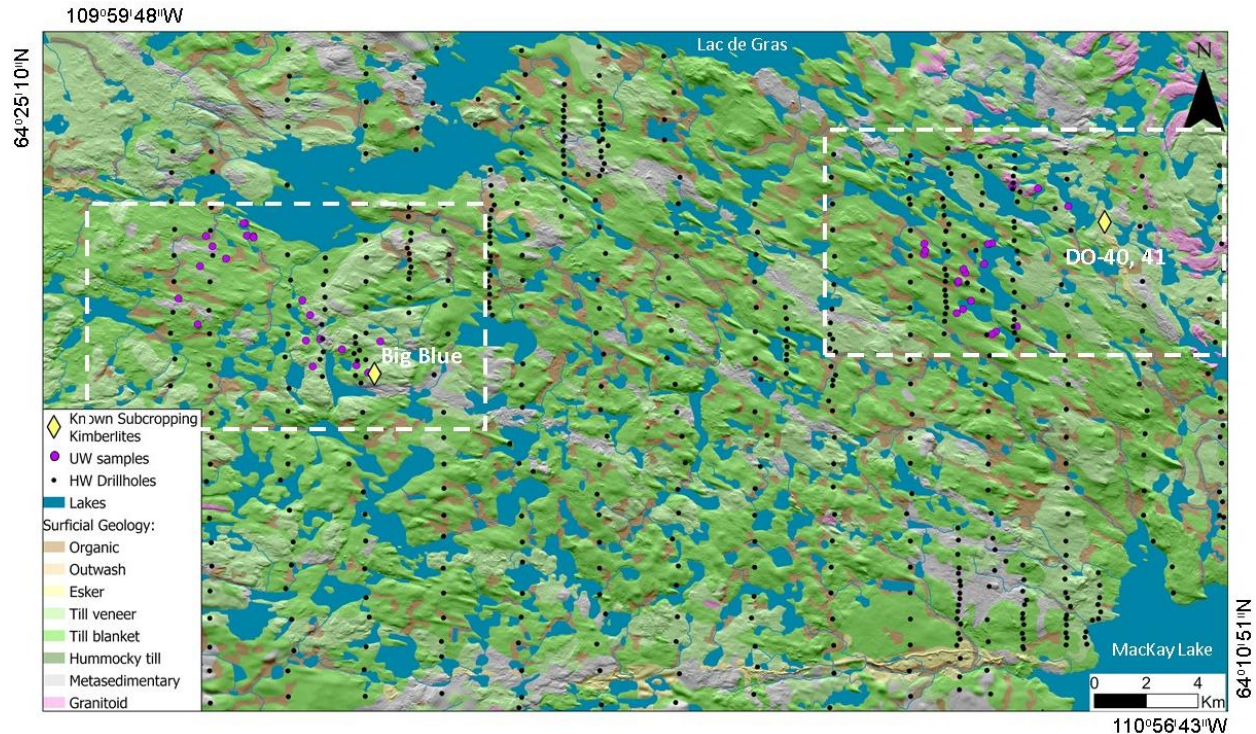 109°59'48"W
64°25'10"N
Lac de Gras
N
DO-40, 41
Big Blue
Known Subcropping
Kimberlites
UW samples
HW Drillholes
Lakes
Surficial Geology:
Organic
Outwash
Esker
Till veneer
Till blanket
Hummocky till
Metasedimentary
Granitoid
MacKay Lake
0 2 4
Km
64°10'51"N
110°56'43"W